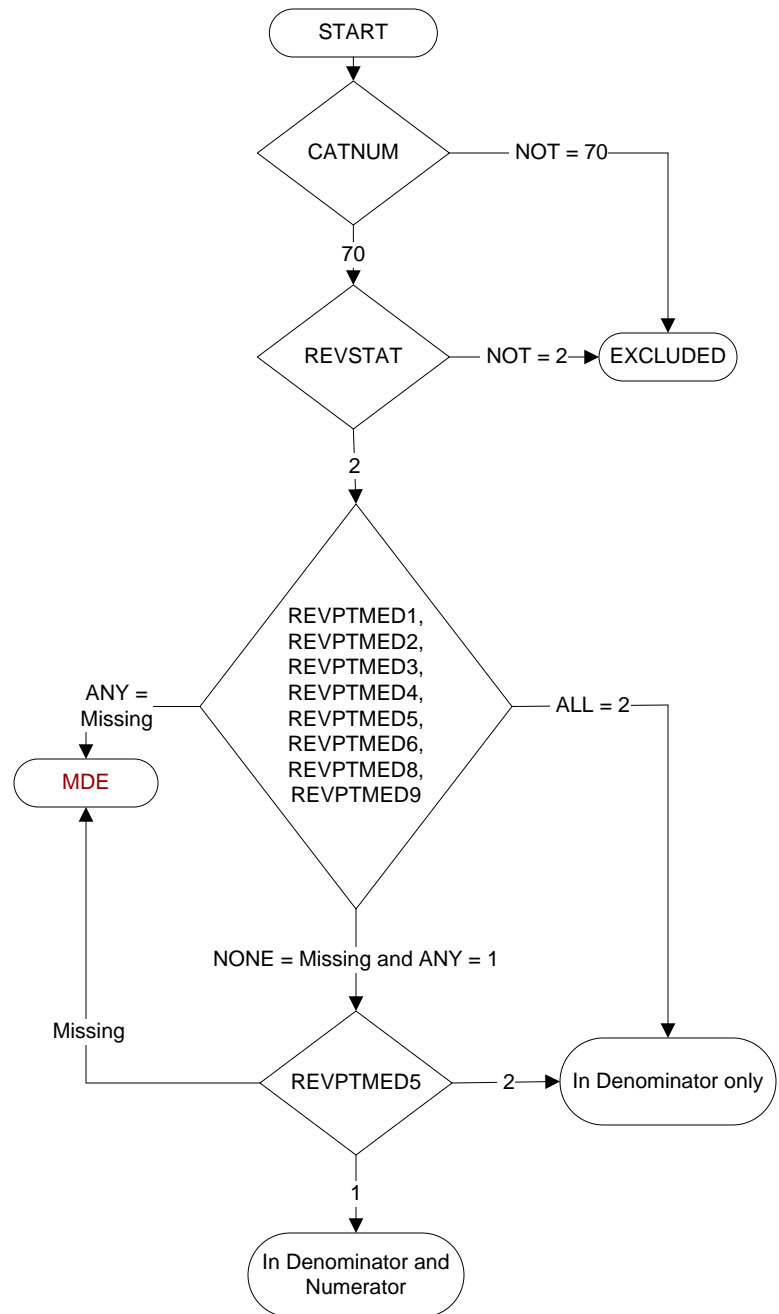 START
CATNUM
NOT = 70
70
REVSTAT
NOT = 2
EXCLUDED
2
REVPTMED1,
REVPTMED2,
REVPTMED3,
REVPTMED4,
REVPTMED5,
REVPTMED6,
REVPTMED8,
REVPTMED9
ANY =
Missing
ALL = 2
MDE
NONE = Missing and ANY = 1
Missing
REVPTMED5
2
In Denominator only
1
In Denominator and
Numerator